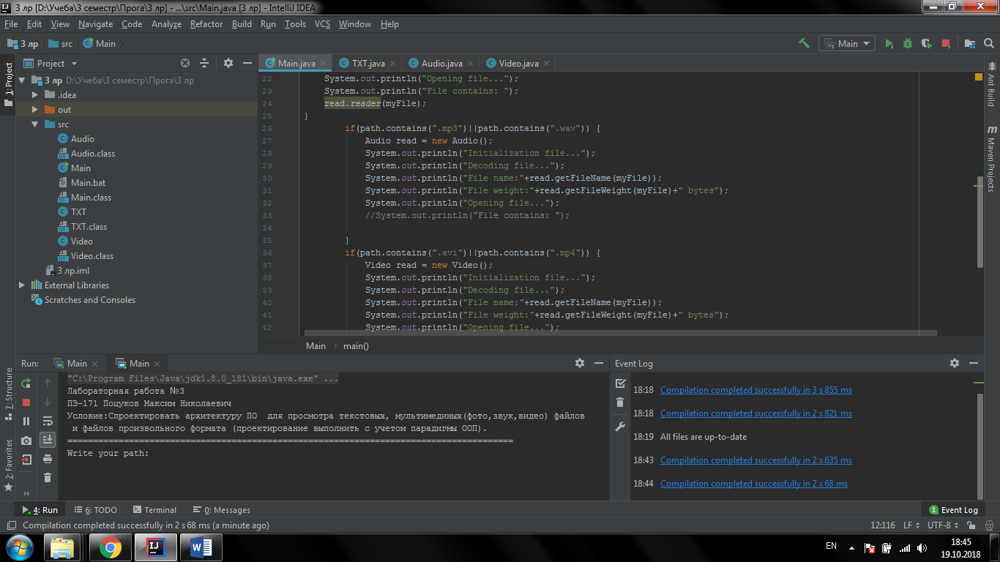 3 лр [D:\Учеба\3 семестр\Прога\3 лр] - ...\src\Main.java [3 лр] - IntelliJ IDEA
File Edit View Navigate Code Analyze Refactor Build Run Tools VCS Window Help
3 лр src Main
Main
1: Project
Project
3 лр D:\Учеба\3 семестр\Прога\3 лр
.idea
out
src
Audio
Audio.class
Main
Main.bat
Main.class
TXT
TXT.class
Video
Video.class
3 лр.iml
External Libraries
Scratches and Consoles
Main.java TXT.java Audio.java Video.java
22 System.out.println("Opening file...");
23 System.out.println("File contains: ");
24 read.reader(myFile);
25 }
26 if(path.contains(".mp3")||path.contains(".wav")) {
27 Audio read = new Audio();
28 System.out.println("Initialization file...");
29 System.out.println("Decoding file...");
30 System.out.println("File name:"+read.getFileName(myFile));
31 System.out.println("File weight:"+read.getFileWeight(myFile)+" bytes");
32 System.out.println("Opening file...");
33 //System.out.println("File contains: ");
34
35 }
36 if(path.contains(".avi")||path.contains(".mp4")) {
37 Video read = new Video();
38 System.out.println("Initialization file...");
39 System.out.println("Decoding file...");
40 System.out.println("File name:"+read.getFileName(myFile));
41 System.out.println("File weight:"+read.getFileWeight(myFile)+" bytes");
42 System.out.println("Opening file...");
Main main()
Ant Build
m Maven Projects
7: Structure
2: Favorites
Run: Main Main
"C:\Program Files\Java\jdk1.8.0_181\bin\java.exe" ...
Лабораторная работа №3
ПЭ-171 Поцуков Максим Николаевич
Условие:Спроектировать архитектуру ПО для просмотра текстовых, мультимединых(фото,звук,видео) файлов
и файлов произвольного формата (проектирование выполнить с учетом парадигмы ООП).
=======================================================================================
Write your path:
Event Log
18:18 Compilation completed successfully in 3 s 855 ms
18:18 Compilation completed successfully in 2 s 821 ms
18:19 All files are up-to-date
18:43 Compilation completed successfully in 2 s 635 ms
18:44 Compilation completed successfully in 2 s 68 ms
4: Run 6: TODO Terminal 0: Messages 1 Event Log
Compilation completed successfully in 2 s 68 ms (a minute ago) 12:116 LF UTF-8
EN
18:45
19.10.2018